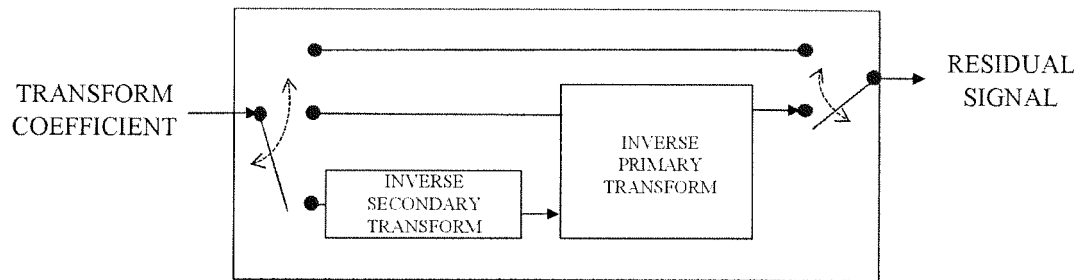 TRANSFORM
COEFFICIENT
INVERSE
SECONDARY
TRANSFORM
INVERSE
PRIMARY
TRANSFORM
RESIDUAL
SIGNAL